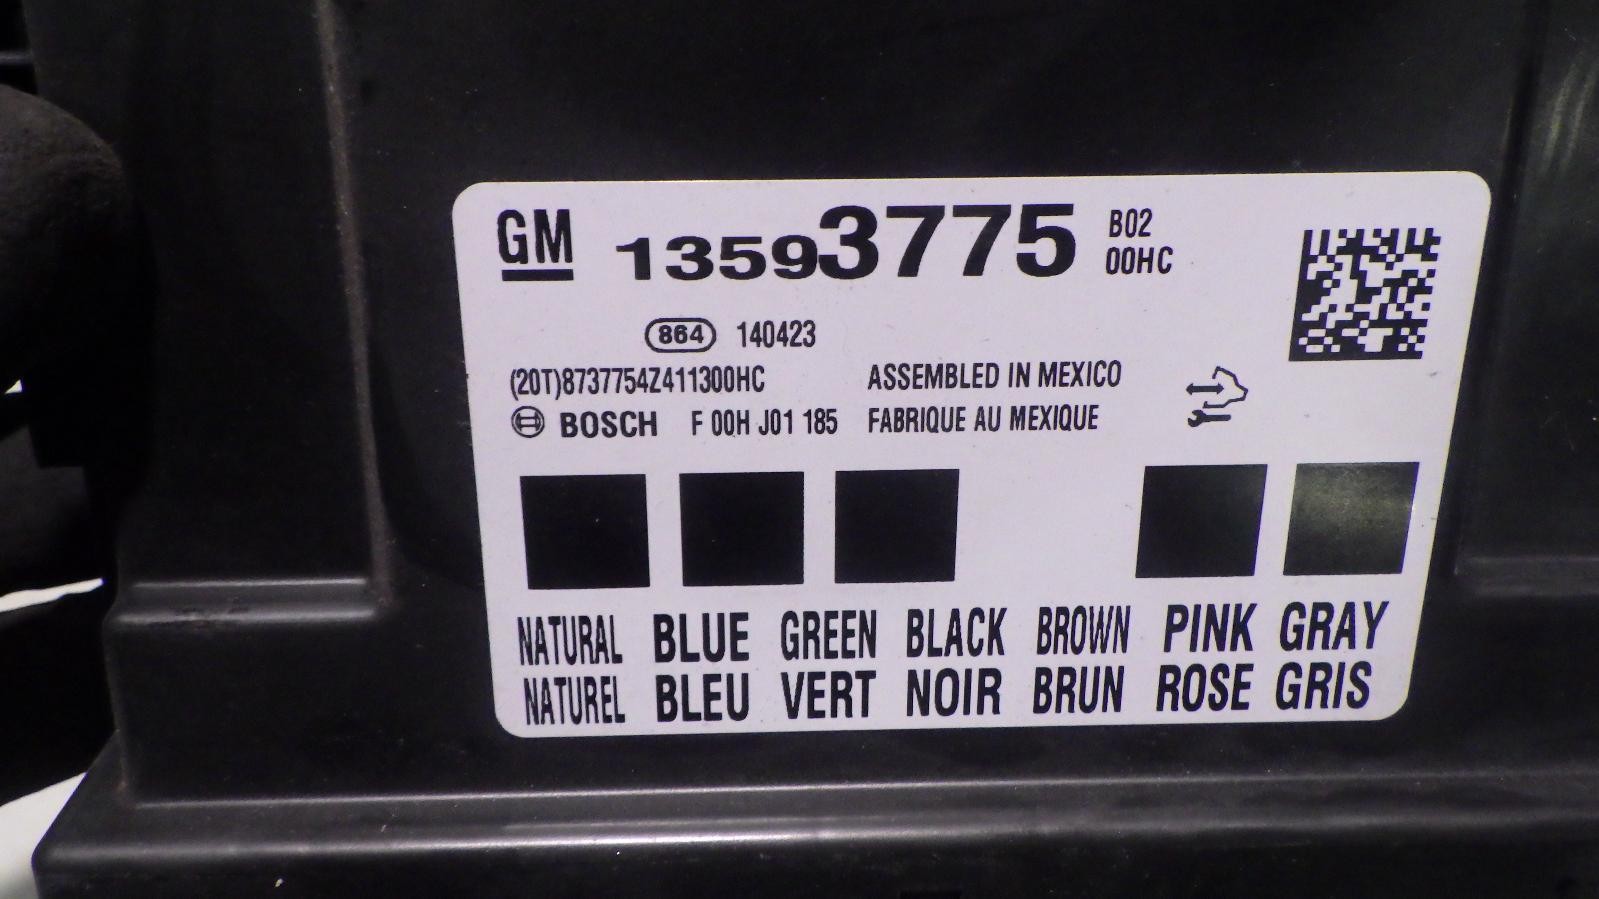 GM 13593775 B02
00HC
864 140423
(20T)8737754Z411300HC ASSEMBLED IN MEXICO
BOSCH F 00H J01 185 FABRIQUE AU MEXIQUE
NATURAL BLUE GREEN BLACK BROWN PINK GRAY
NATUREL BLEU VERT NOIR BRUN ROSE GRIS